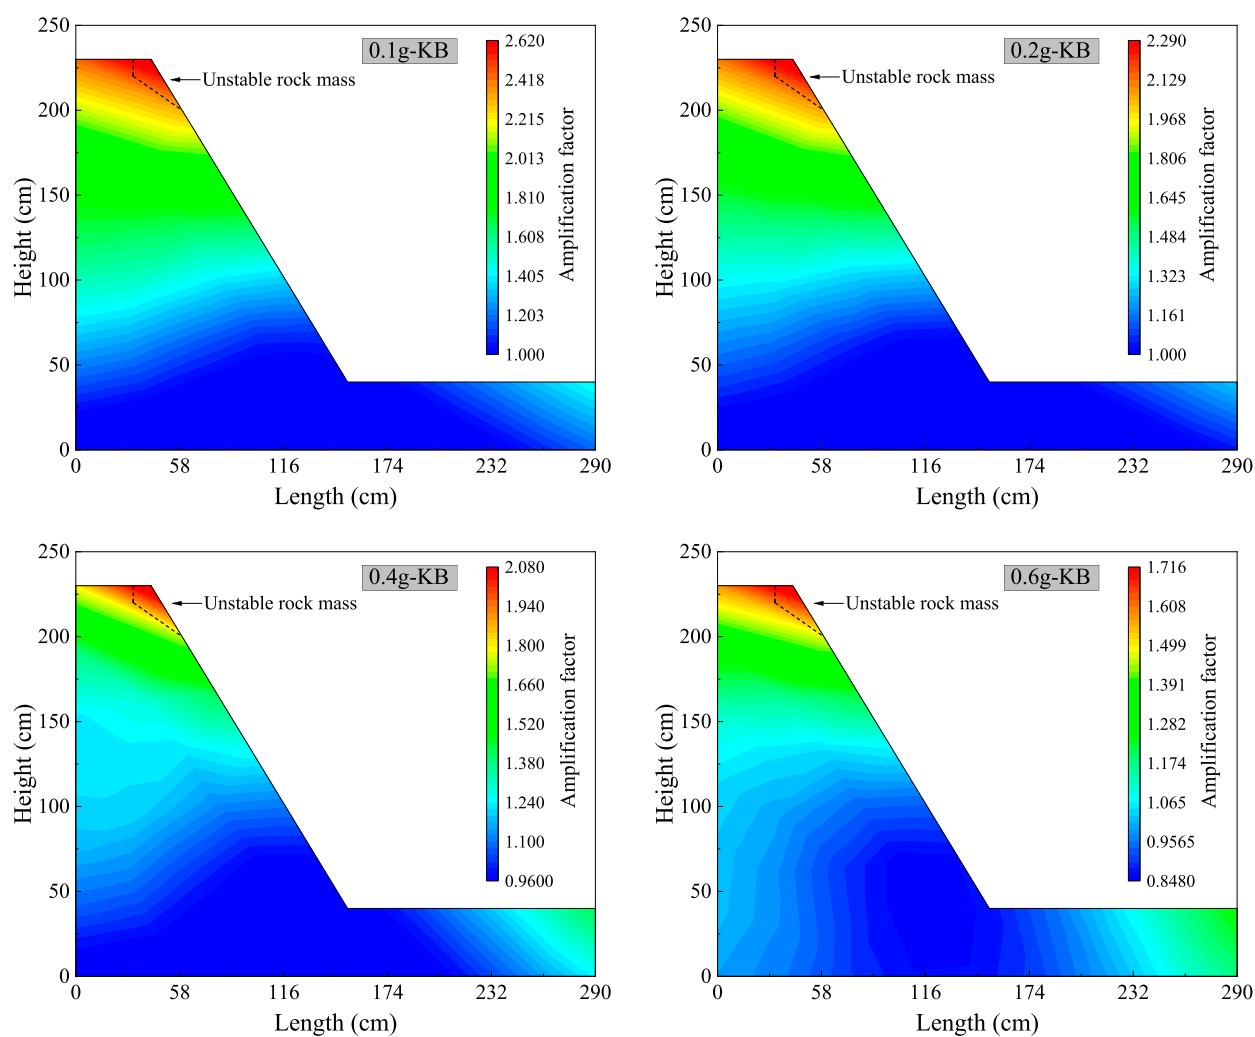 250
200
150
100
50
0
0 58 116 174 232 290
Height (cm)
Length (cm)
0.1g-KB
Unstable rock mass
2.620
2.418
2.215
2.013
1.810
1.608
1.405
1.203
1.000
Amplification factor
250
200
150
100
50
0
0 58 116 174 232 290
Height (cm)
Length (cm)
0.2g-KB
Unstable rock mass
2.290
2.129
1.968
1.806
1.645
1.484
1.323
1.161
1.000
Amplification factor
250
200
150
100
50
0
0 58 116 174 232 290
Height (cm)
Length (cm)
0.4g-KB
Unstable rock mass
2.080
1.940
1.800
1.660
1.520
1.380
1.240
1.100
0.9600
Amplification factor
250
200
150
100
50
0
0 58 116 174 232 290
Height (cm)
Length (cm)
0.6g-KB
Unstable rock mass
1.716
1.608
1.499
1.391
1.282
1.174
1.065
0.9565
0.8480
Amplification factor